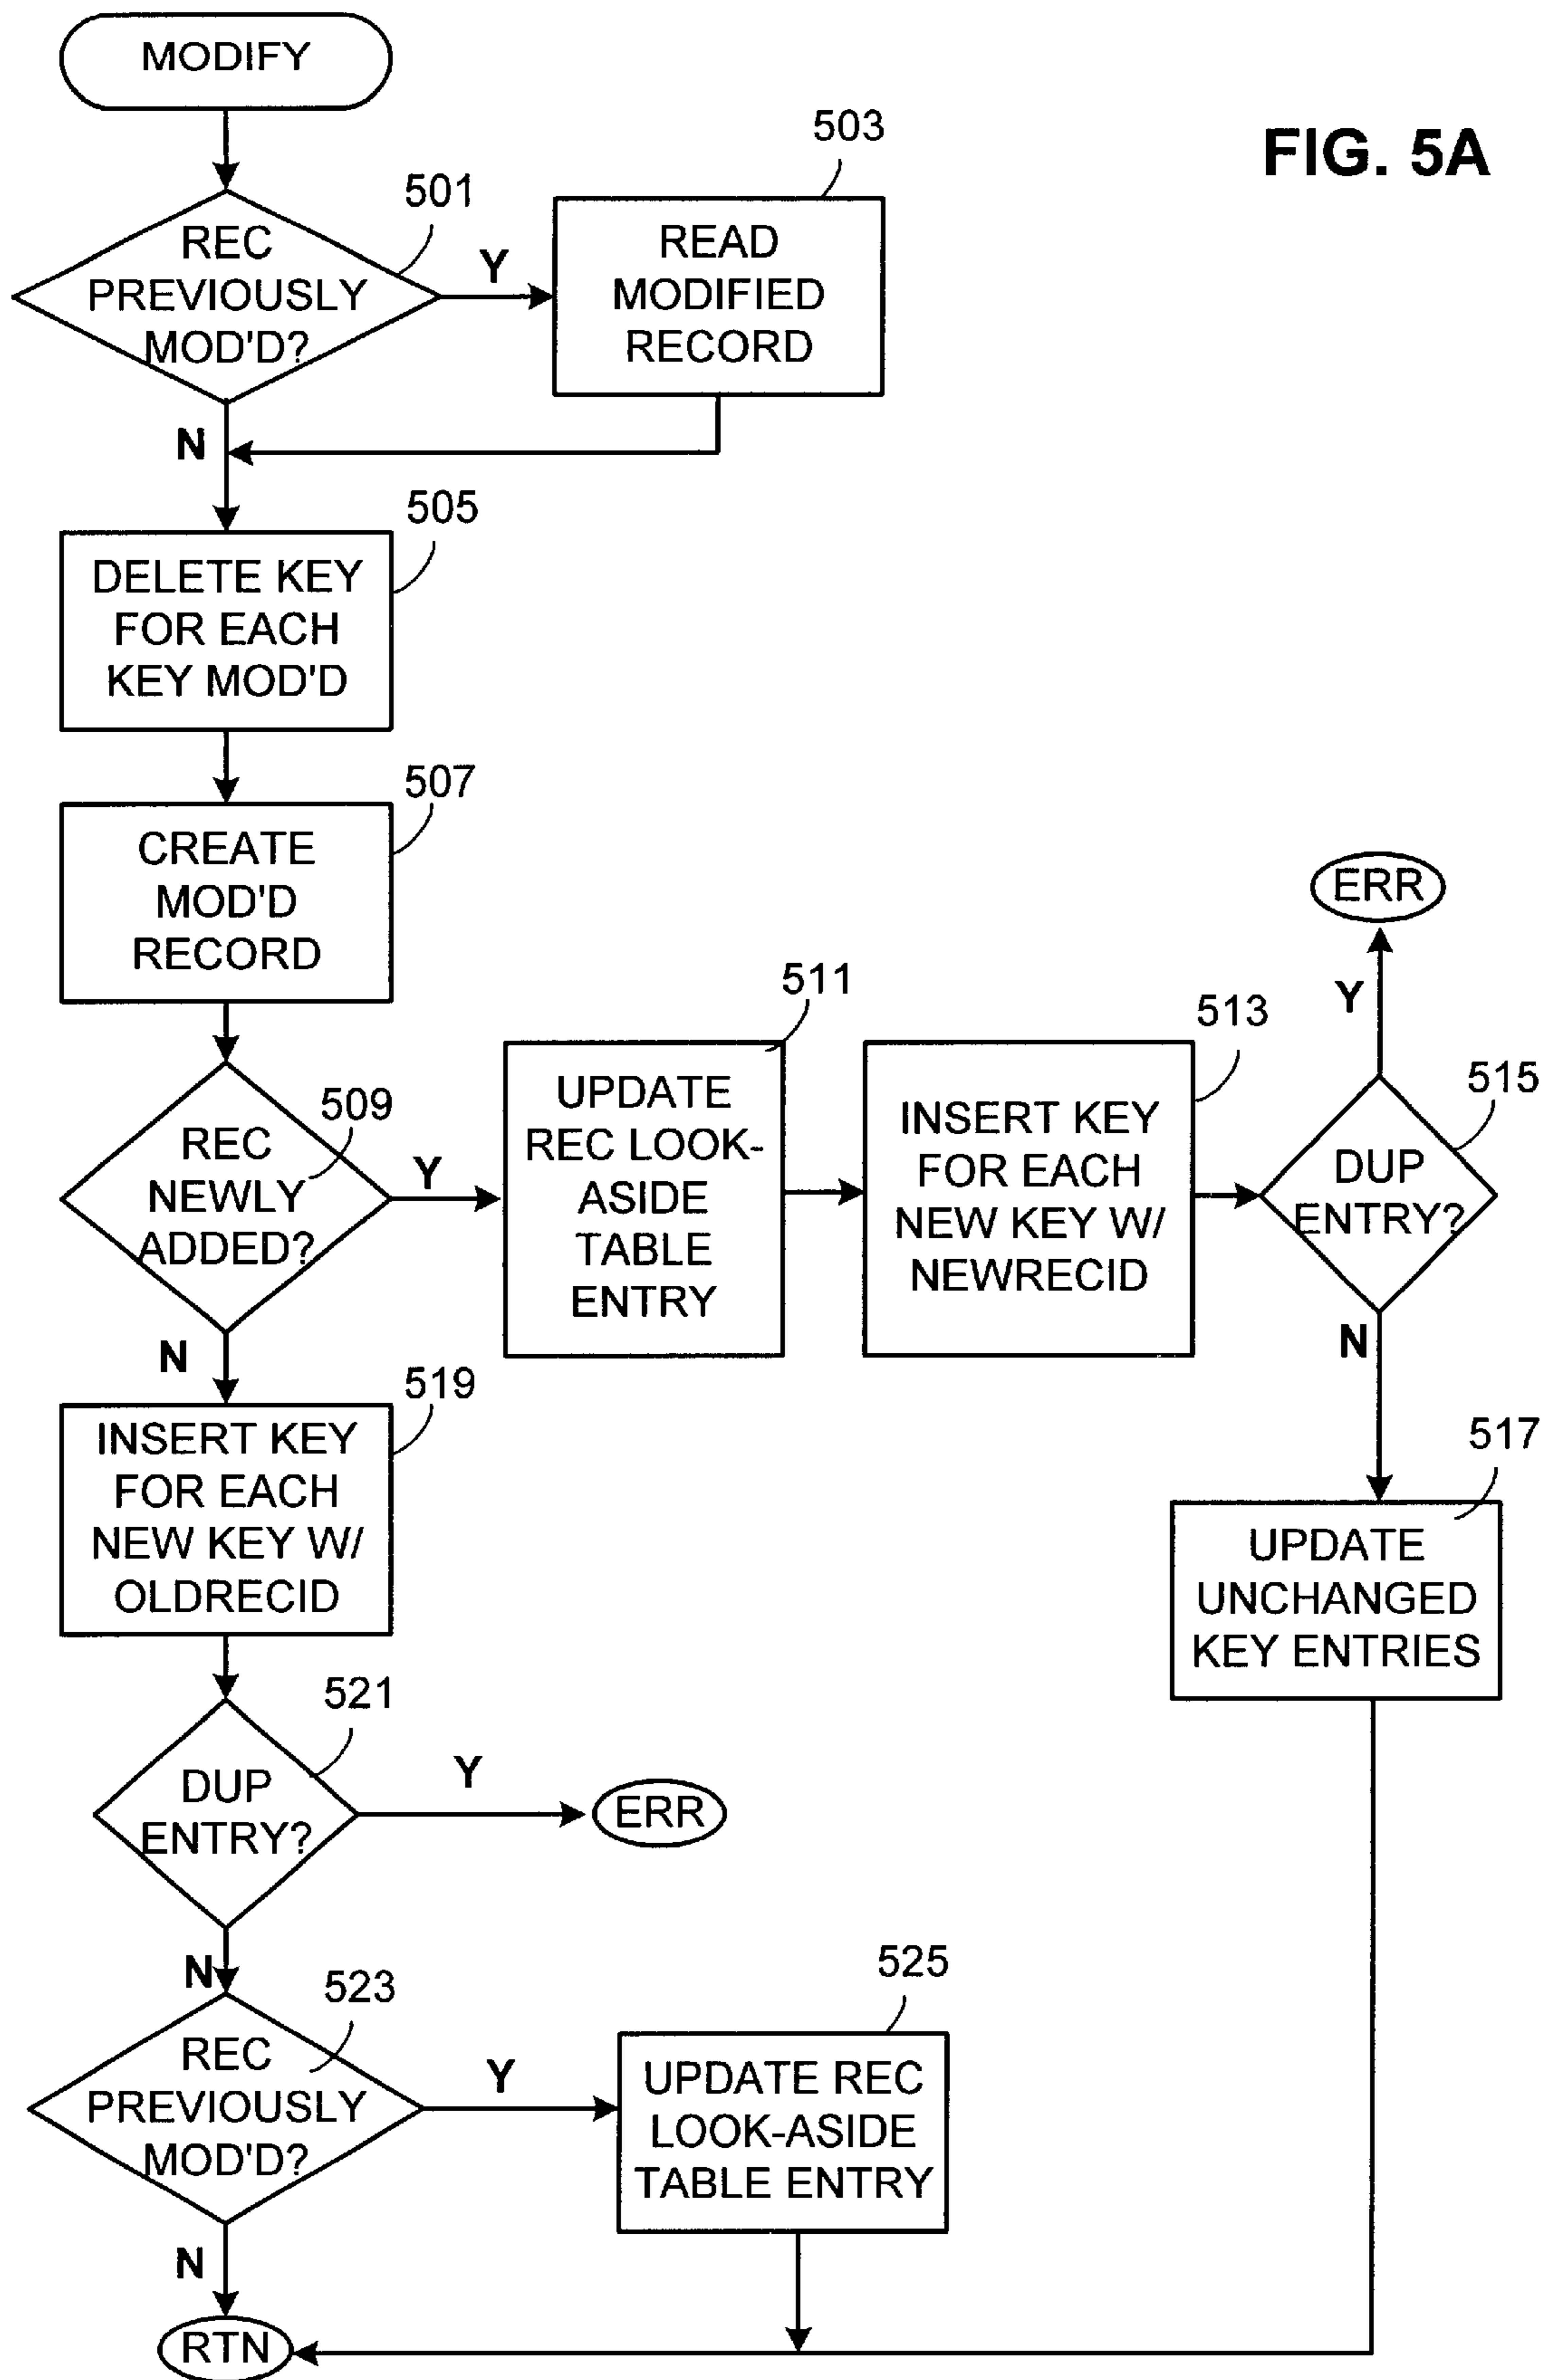 MODIFY
FIG. 5A
503
501
REC
PREVIOUSLY
MOD'D?
Y
READ
MODIFIED
RECORD
N
505
DELETE KEY
FOR EACH
KEY MOD'D
507
CREATE
MOD'D
RECORD
ERR
Y
509
REC
NEWLY
ADDED?
Y
511
UPDATE
REC LOOK-
ASIDE
TABLE
ENTRY
513
INSERT KEY
FOR EACH
NEW KEY W/
NEWRECID
515
DUP
ENTRY?
N
N
519
INSERT KEY
FOR EACH
NEW KEY W/
OLDRECID
517
UPDATE
UNCHANGED
KEY ENTRIES
521
DUP
ENTRY?
Y
ERR
N
523
REC
PREVIOUSLY
MOD'D?
Y
525
UPDATE REC
LOOK-ASIDE
TABLE ENTRY
N
RTN